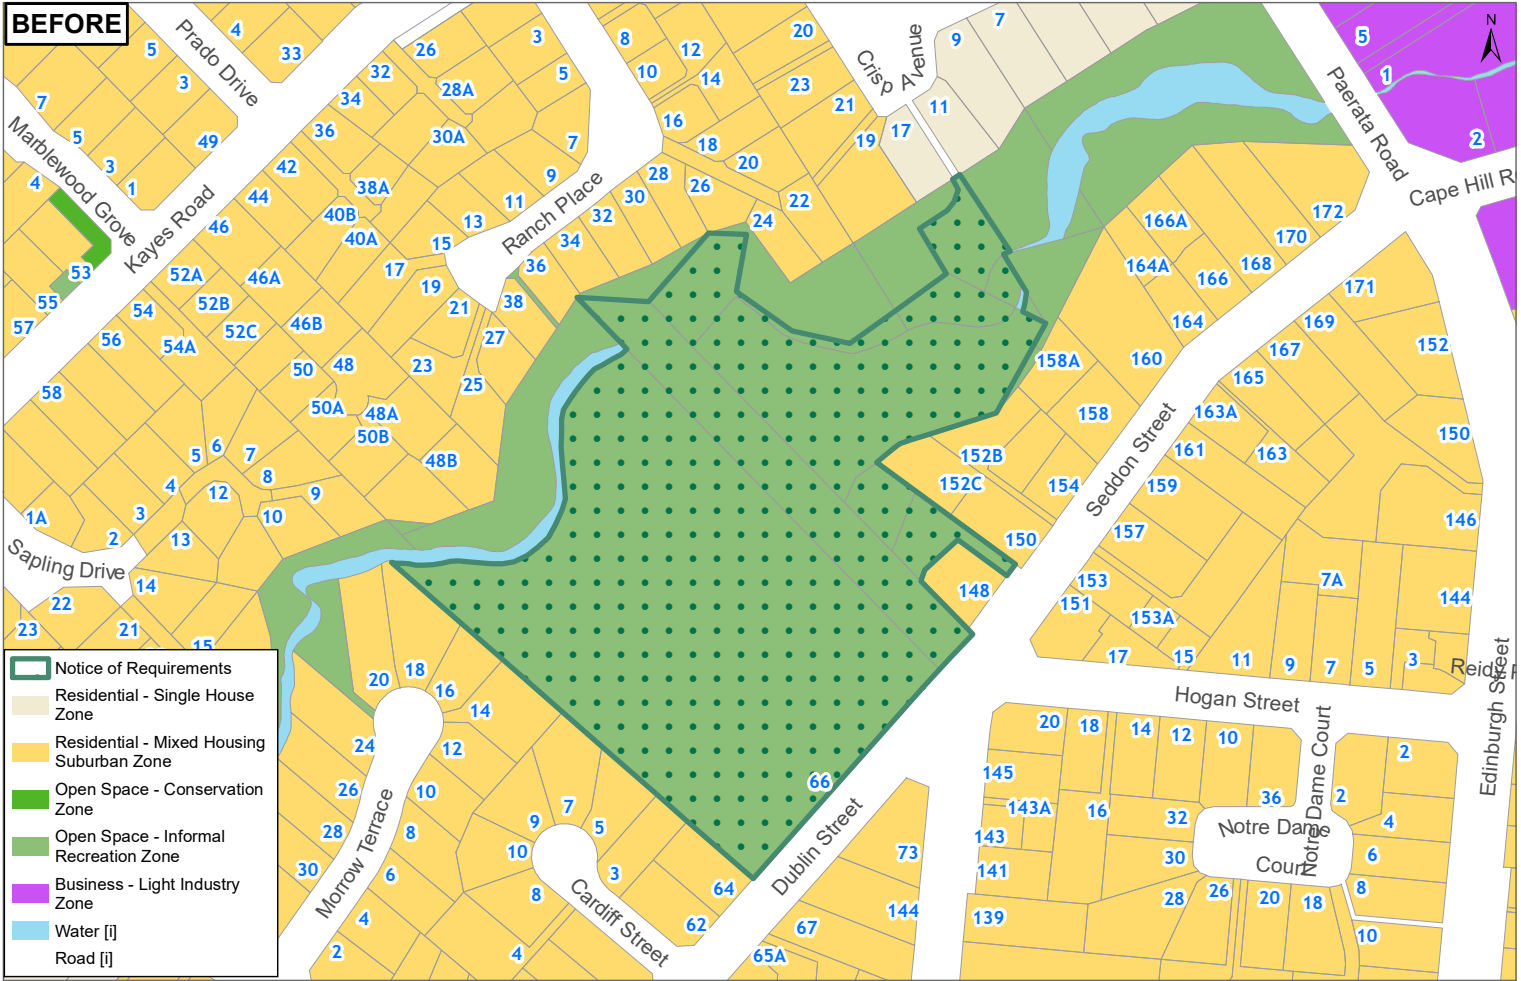 BEFORE
N
4
5
Prado Drive
33
3
7
Marblewood Grove
5
3
1
49
4
Kayes Road
53
55
57
26
32
28A
34
36
30A
42
38A
44
40B
46
40A
52A
46A
52B
54
52C
46B
56
54A
50
48
58
50A
48A
50B
48B
3
5
7
9
11
13
15
17
19
21
23
25
27
38
36
34
32
30
28
26
24
22
20
18
16
Ranch Place
8
12
10
14
20
23
21
19
17
11
9
7
Crisp Avenue
5
1
2
Paerata Road
Cape Hill R
166A
172
170
164A
166
168
164
160
158A
158
171
169
167
165
152
163A
163
161
150
152B
152C
154
159
150
157
146
148
153
151
153A
7A
144
Seddon Street
17
15
11
9
7
5
3
Reidy P
Hogan Street
Edinburgh Street
6
5
7
4
8
3
12
9
10
1A
2
13
Sapling Drive
14
22
23
21
15
Notice of Requirements
Residential - Single House
Zone
Residential - Mixed Housing
Suburban Zone
Open Space - Conservation
Zone
Open Space - Informal
Recreation Zone
Business - Light Industry
Zone
Water [i]
Road [i]
20
18
16
14
24
12
26
10
28
8
30
6
4
2
Morrow Terrace
9
7
5
10
3
8
4
Cardiff Street
64
62
66
Dublin Street
73
67
65A
144
20
18
14
12
10
145
143A
16
143
141
139
32
30
28
26
20
18
36
2
2
4
6
8
10
Notre Dame
Court
Notre Dame Court